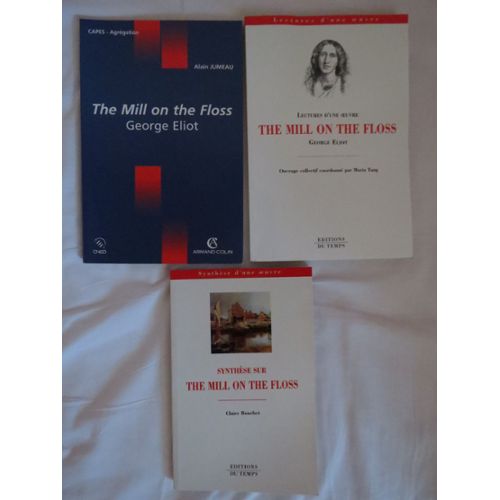 CAPES - Agrégation
Alain JUMEAU
The Mill on the Floss
George Eliot
CNED
ARMAND COLIN
Lectures d'une œuvre
LECTURES D'UNE ŒUVRE
THE MILL ON THE FLOSS
GEORGE ELIOT
Ouvrage collectif coordonné par Maria Tang
EDITIONS
DU TEMPS
Synthèse d'une œuvre
SYNTHÈSE SUR
THE MILL ON THE FLOSS
Claire Bouchet
EDITIONS
DU TEMPS